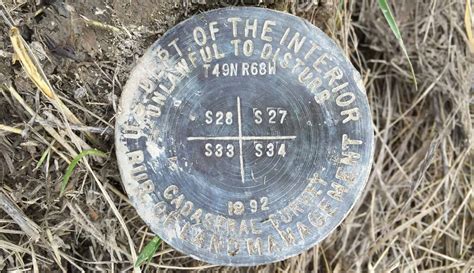 U.S. DEPT OF THE INTERIOR
UNLAWFUL TO DISTURB
T49N R68W
S28 S27
S33 S34
1992
CADASTRAL SURVEY
BUR. OF LAND MANAGEMENT